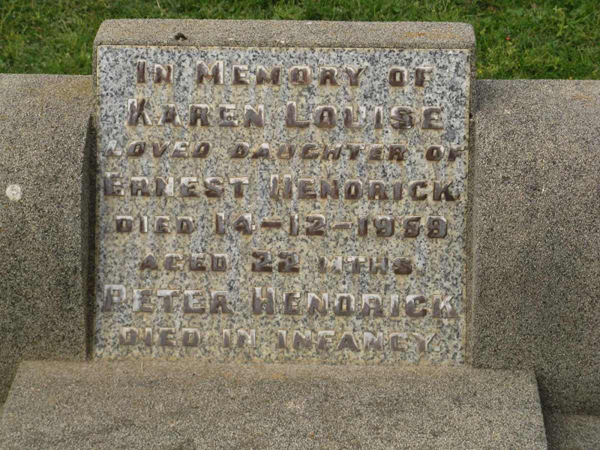 IN MEMORY OF
KAREN LOUISE
LOVED DAUGHTER OF
ERNEST HENDRICK
DIED 14-12-1959
AGED 22 MTHS
PETER HENDRICK
DIED IN INFANCY